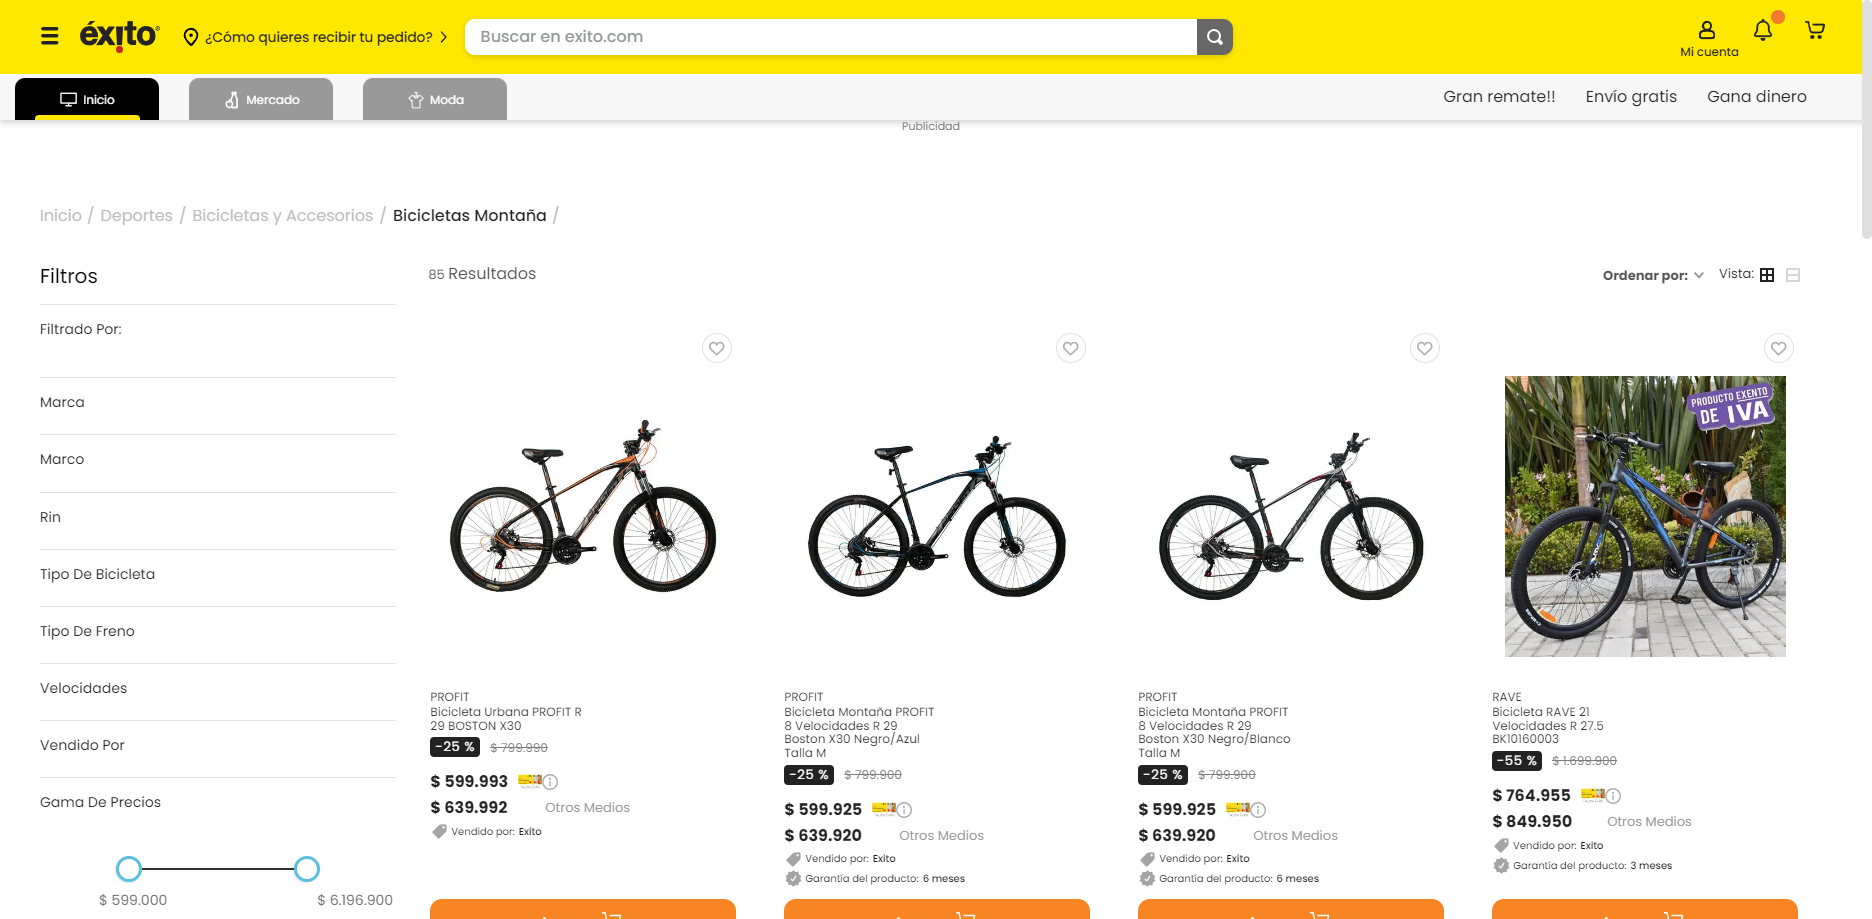 éxito
¿Cómo quieres recibir tu pedido?
Buscar en exito.com
Mi cuenta
Inicio
Mercado
Moda
Gran remate!!
Envío gratis
Gana dinero
Publicidad
Inicio / Deportes / Bicicletas y Accesorios / Bicicletas Montaña /
Filtros
85 Resultados
Ordenar por:
Vista:
Filtrado Por:
Marca
Marco
Rin
Tipo De Bicicleta
Tipo De Freno
Velocidades
Vendido Por
Gama De Precios
$ 599.000
$ 6.196.900
PROFIT
Bicicleta Urbana PROFIT R
29 BOSTON X30
-25 % $ 799.990
$ 599.993
$ 639.992 Otros Medios
Vendido por: Exito
PROFIT
Bicicleta Montaña PROFIT
8 Velocidades R 29
Boston X30 Negro/Azul
Talla M
-25 % $ 799.900
$ 599.925
$ 639.920 Otros Medios
Vendido por: Exito
Garantía del producto: 6 meses
PROFIT
Bicicleta Montaña PROFIT
8 Velocidades R 29
Boston X30 Negro/Blanco
Talla M
-25 % $ 799.900
$ 599.925
$ 639.920 Otros Medios
Vendido por: Exito
Garantía del producto: 6 meses
PRODUCTO EXENTO
DE IVA
RAVE
Bicicleta RAVE 21
Velocidades R 27.5
BK10160003
-55 % $ 1.699.900
$ 764.955
$ 849.950 Otros Medios
Vendido por: Exito
Garantía del producto: 3 meses